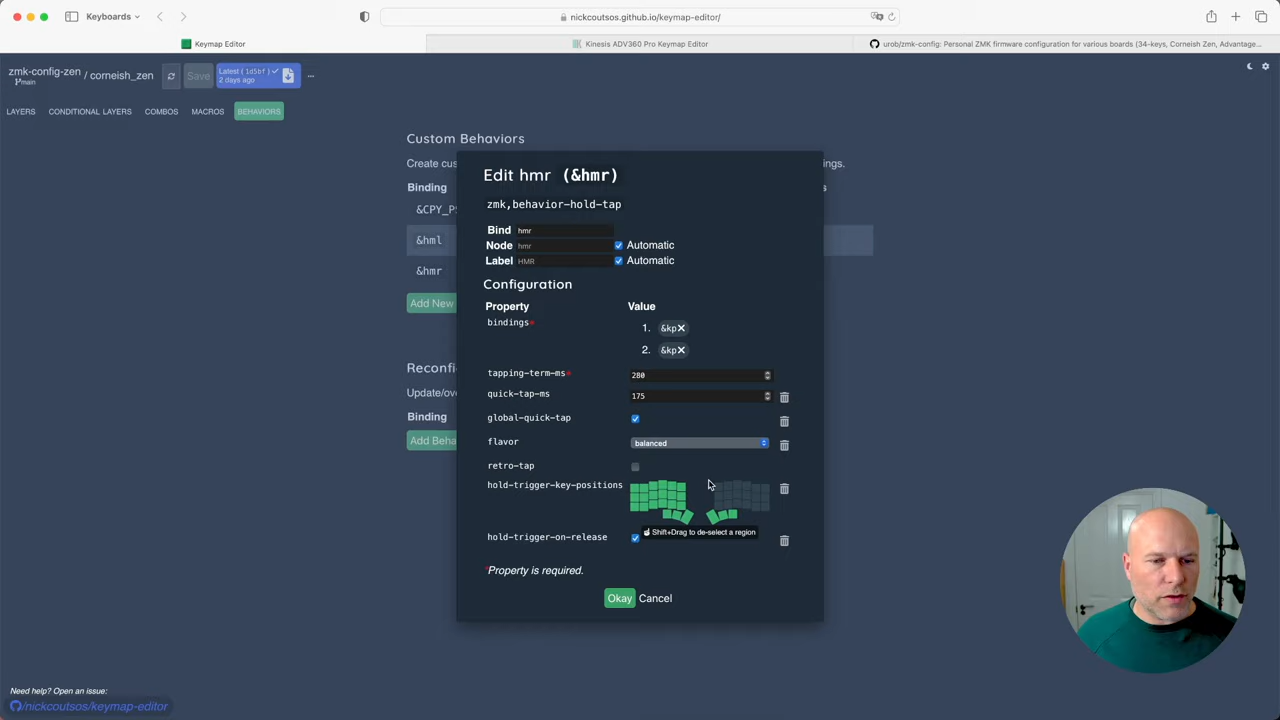 Keyboards
nickcoutsos.github.io/keymap-editor/
Keymap Editor
Kinesis ADV360 Pro Keymap Editor
urob/zmk-config: Personal ZMK firmware configuration for various boards (34-keys, Corneish Zen, Advantage...
zmk-config-zen / corneish_zen
main
Save
Latest (1d5bf)
2 days ago
...
LAYERS
CONDITIONAL LAYERS
COMBOS
MACROS
BEHAVIORS
Custom Behaviors
Create cus
ngs.
Binding
s
&CPY_P
&hml
&hmr
Add New
Reconfi
Update/ov
Binding
Add Beha
Edit hmr (&hmr)
zmk,behavior-hold-tap
Bind hmr
Node hmr Automatic
Label HMR Automatic
Configuration
Property Value
bindings*
1. &kp
2. &kp
tapping-term-ms* 280
quick-tap-ms 175
global-quick-tap
flavor balanced
retro-tap
hold-trigger-key-positions
Shift+Drag to de-select a region
hold-trigger-on-release
*Property is required.
Okay Cancel
Need help? Open an issue:
/nickcoutsos/keymap-editor